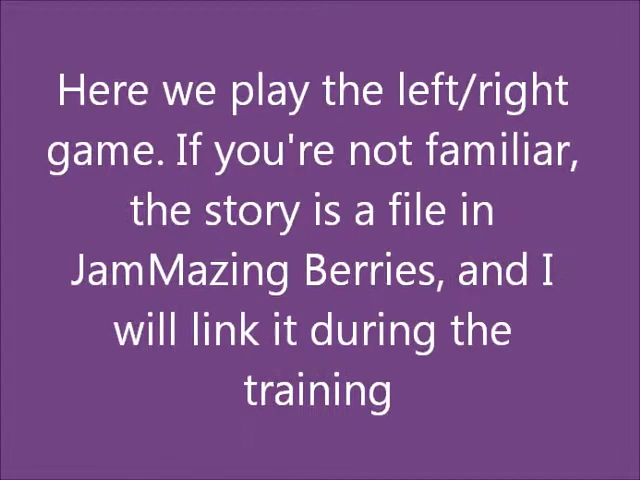 Here we play the left/right
game. If you're not familiar,
the story is a file in
JamMazing Berries, and I
will link it during the
training